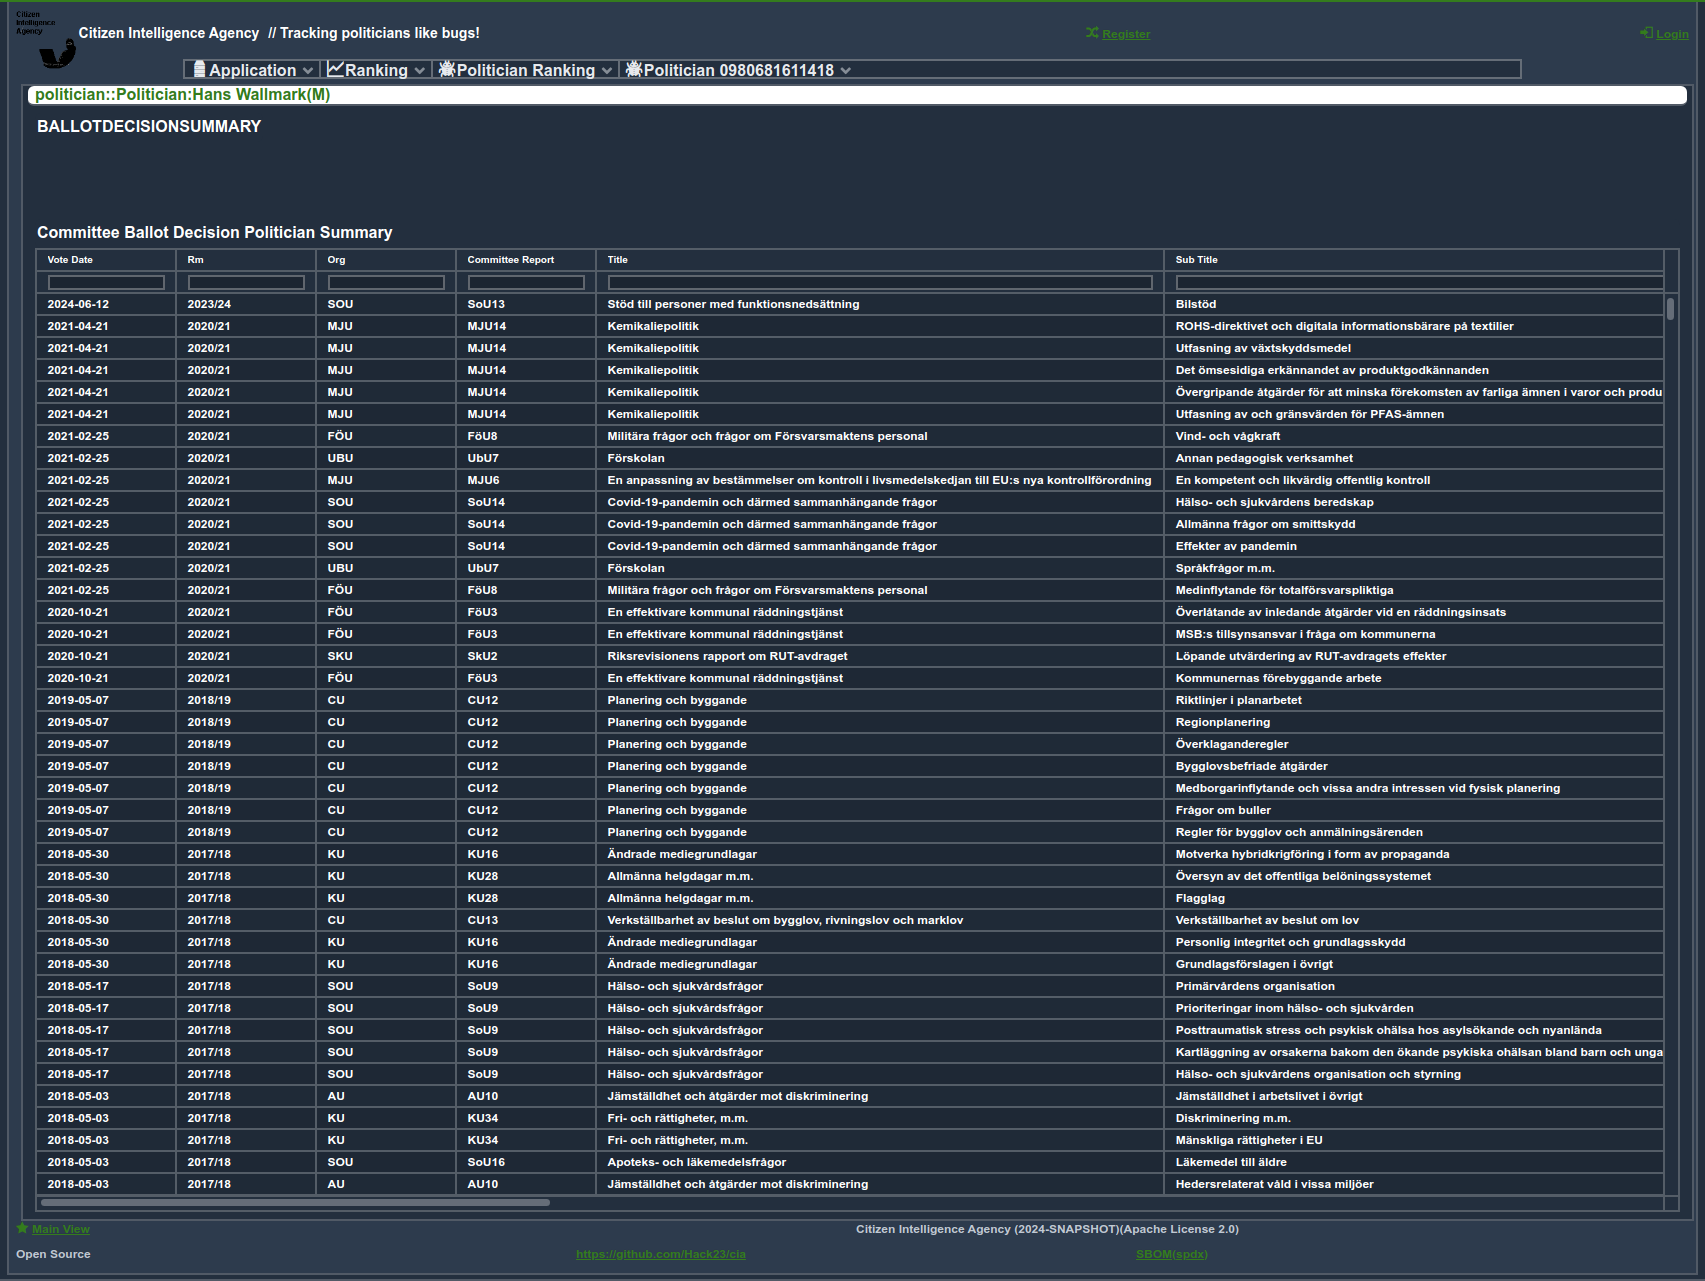 Citizen
Intelligence
Agency
Citizen Intelligence Agency // Tracking politicians like bugs!
Register
Login
Application
Ranking
Politician Ranking
Politician 0980681611418
politician::Politician:Hans Wallmark(M)
BALLOTDECISIONSUMMARY
Committee Ballot Decision Politician Summary
Vote Date Rm Org Committee Report Title Sub Title
2024-06-12 2023/24 SOU SoU13 Stöd till personer med funktionsnedsättning Bilstöd
2021-04-21 2020/21 MJU MJU14 Kemikaliepolitik ROHS-direktivet och digitala informationsbärare på textilier
2021-04-21 2020/21 MJU MJU14 Kemikaliepolitik Utfasning av växtskyddsmedel
2021-04-21 2020/21 MJU MJU14 Kemikaliepolitik Det ömsesidiga erkännandet av produktgodkännanden
2021-04-21 2020/21 MJU MJU14 Kemikaliepolitik Övergripande åtgärder för att minska förekomsten av farliga ämnen i varor och produ
2021-04-21 2020/21 MJU MJU14 Kemikaliepolitik Utfasning av och gränsvärden för PFAS-ämnen
2021-02-25 2020/21 FÖU FöU8 Militära frågor och frågor om Försvarsmaktens personal Vind- och vågkraft
2021-02-25 2020/21 UBU UbU7 Förskolan Annan pedagogisk verksamhet
2021-02-25 2020/21 MJU MJU6 En anpassning av bestämmelser om kontroll i livsmedelskedjan till EU:s nya kontrollförordning En kompetent och likvärdig offentlig kontroll
2021-02-25 2020/21 SOU SoU14 Covid-19-pandemin och därmed sammanhängande frågor Hälso- och sjukvårdens beredskap
2021-02-25 2020/21 SOU SoU14 Covid-19-pandemin och därmed sammanhängande frågor Allmänna frågor om smittskydd
2021-02-25 2020/21 SOU SoU14 Covid-19-pandemin och därmed sammanhängande frågor Effekter av pandemin
2021-02-25 2020/21 UBU UbU7 Förskolan Språkfrågor m.m.
2021-02-25 2020/21 FÖU FöU8 Militära frågor och frågor om Försvarsmaktens personal Medinflytande för totalförsvarspliktiga
2020-10-21 2020/21 FÖU FöU3 En effektivare kommunal räddningstjänst Överlåtande av inledande åtgärder vid en räddningsinsats
2020-10-21 2020/21 FÖU FöU3 En effektivare kommunal räddningstjänst MSB:s tillsynsansvar i fråga om kommunerna
2020-10-21 2020/21 SKU SkU2 Riksrevisionens rapport om RUT-avdraget Löpande utvärdering av RUT-avdragets effekter
2020-10-21 2020/21 FÖU FöU3 En effektivare kommunal räddningstjänst Kommunernas förebyggande arbete
2019-05-07 2018/19 CU CU12 Planering och byggande Riktlinjer i planarbetet
2019-05-07 2018/19 CU CU12 Planering och byggande Regionplanering
2019-05-07 2018/19 CU CU12 Planering och byggande Överklaganderegler
2019-05-07 2018/19 CU CU12 Planering och byggande Bygglovsbefriade åtgärder
2019-05-07 2018/19 CU CU12 Planering och byggande Medborgarinflytande och vissa andra intressen vid fysisk planering
2019-05-07 2018/19 CU CU12 Planering och byggande Frågor om buller
2019-05-07 2018/19 CU CU12 Planering och byggande Regler för bygglov och anmälningsärenden
2018-05-30 2017/18 KU KU16 Ändrade mediegrundlagar Motverka hybridkrigföring i form av propaganda
2018-05-30 2017/18 KU KU28 Allmänna helgdagar m.m. Översyn av det offentliga belöningssystemet
2018-05-30 2017/18 KU KU28 Allmänna helgdagar m.m. Flagglag
2018-05-30 2017/18 CU CU13 Verkställbarhet av beslut om bygglov, rivningslov och marklov Verkställbarhet av beslut om lov
2018-05-30 2017/18 KU KU16 Ändrade mediegrundlagar Personlig integritet och grundlagsskydd
2018-05-30 2017/18 KU KU16 Ändrade mediegrundlagar Grundlagsförslagen i övrigt
2018-05-17 2017/18 SOU SoU9 Hälso- och sjukvårdsfrågor Primärvårdens organisation
2018-05-17 2017/18 SOU SoU9 Hälso- och sjukvårdsfrågor Prioriteringar inom hälso- och sjukvården
2018-05-17 2017/18 SOU SoU9 Hälso- och sjukvårdsfrågor Posttraumatisk stress och psykisk ohälsa hos asylsökande och nyanlända
2018-05-17 2017/18 SOU SoU9 Hälso- och sjukvårdsfrågor Kartläggning av orsakerna bakom den ökande psykiska ohälsan bland barn och unga
2018-05-17 2017/18 SOU SoU9 Hälso- och sjukvårdsfrågor Hälso- och sjukvårdens organisation och styrning
2018-05-03 2017/18 AU AU10 Jämställdhet och åtgärder mot diskriminering Jämställdhet i arbetslivet i övrigt
2018-05-03 2017/18 KU KU34 Fri- och rättigheter, m.m. Diskriminering m.m.
2018-05-03 2017/18 KU KU34 Fri- och rättigheter, m.m. Mänskliga rättigheter i EU
2018-05-03 2017/18 SOU SoU16 Apoteks- och läkemedelsfrågor Läkemedel till äldre
2018-05-03 2017/18 AU AU10 Jämställdhet och åtgärder mot diskriminering Hedersrelaterat våld i vissa miljöer
Main View
Citizen Intelligence Agency (2024-SNAPSHOT)(Apache License 2.0)
Open Source
https://github.com/Hack23/cia
SBOM(spdx)